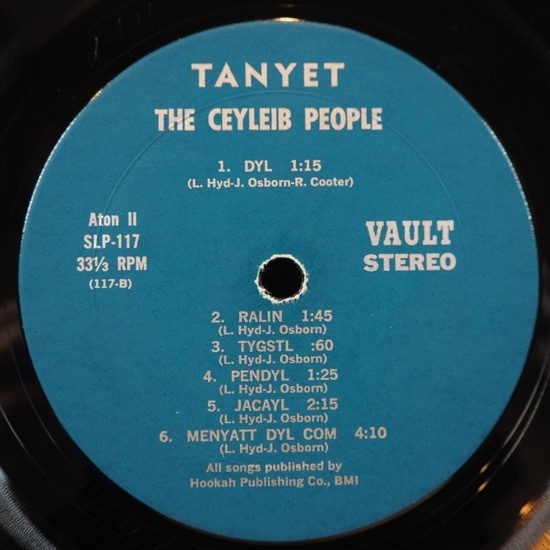 TANYET
THE CEYLEIB PEOPLE
1. DYL 1:15
(L. Hyd-J. Osborn-R. Cooter)
Aton II
SLP-117
33⅓ RPM
(117-B)
VAULT
STEREO
2. RALIN 1:45
(L. Hyd-J. Osborn)
3. TYGSTL :60
(L. Hyd-J. Osborn)
4. PENDYL 1:25
(L. Hyd-J. Osborn)
5. JACAYL 2:15
(L. Hyd-J. Osborn)
6. MENYATT DYL COM 4:10
(L. Hyd-J. Osborn)
All songs published by
Hookah Publishing Co., BMI